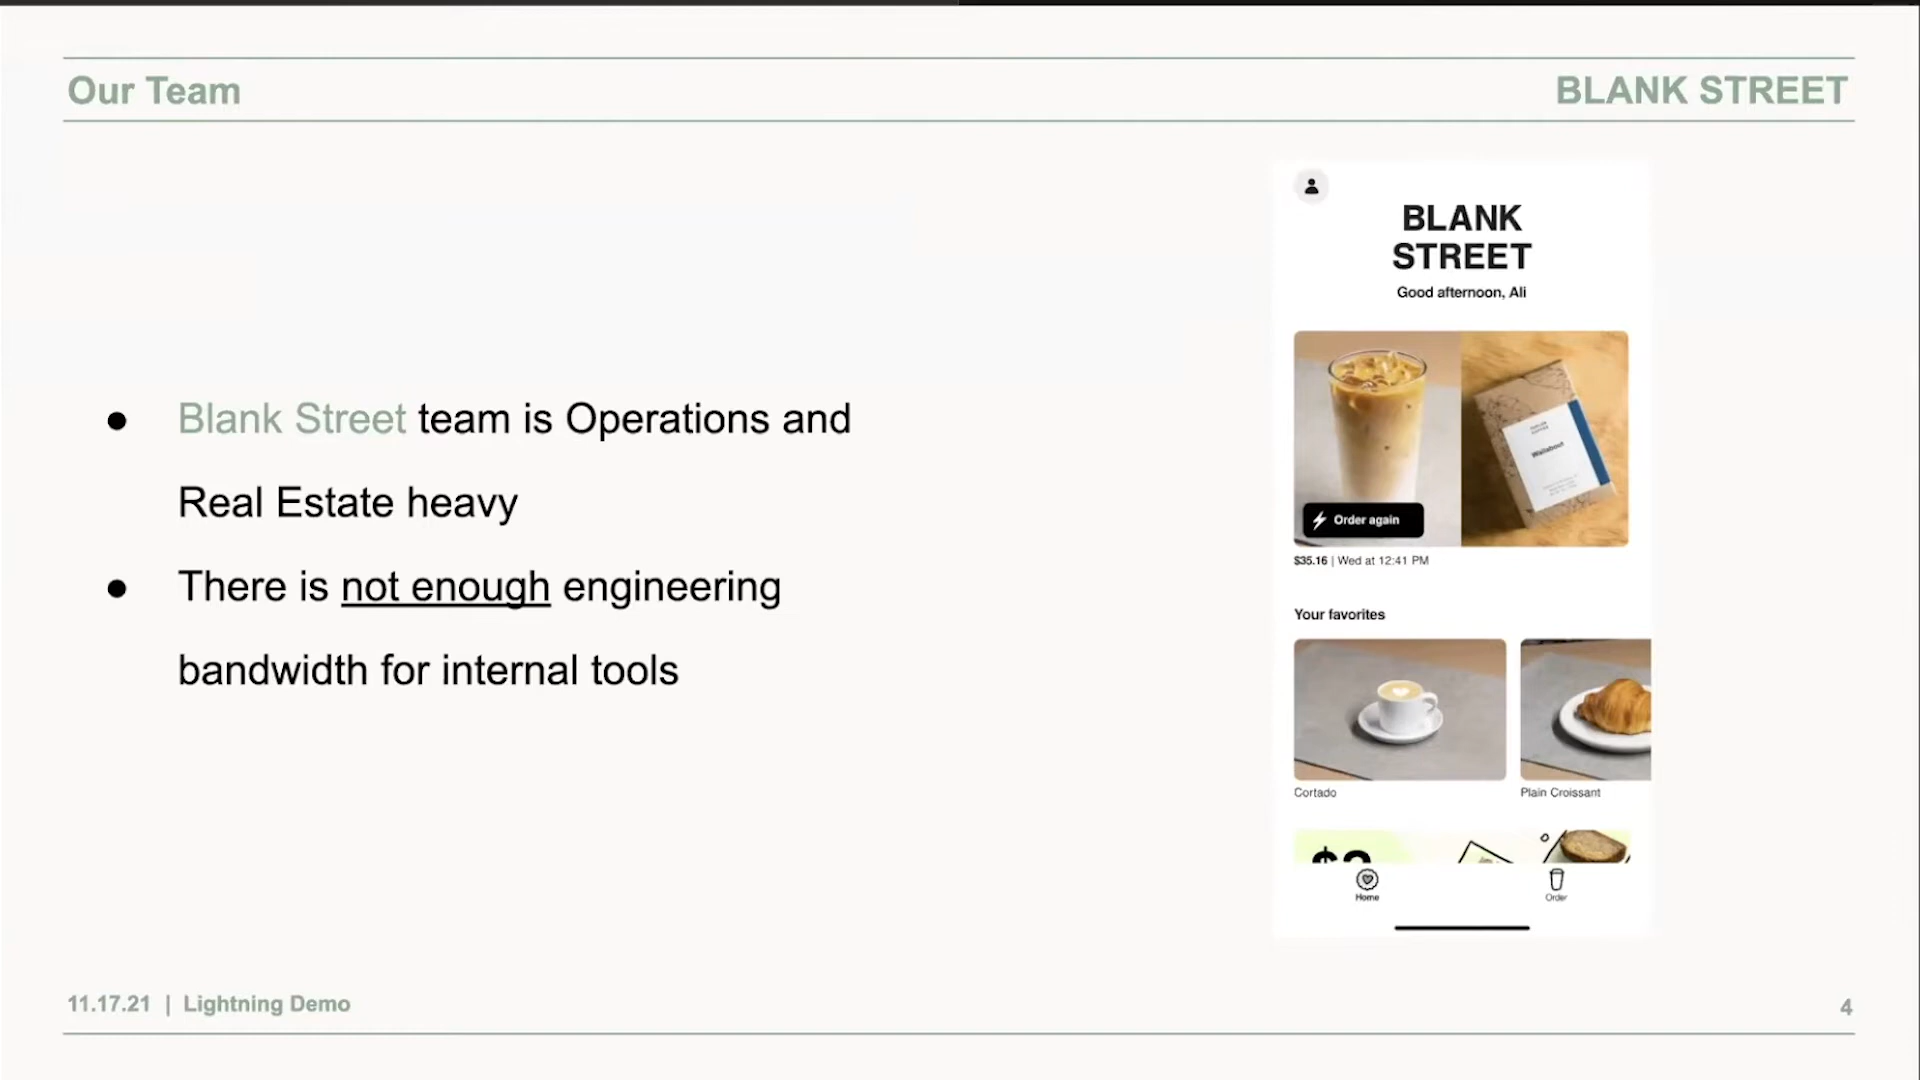 Our Team
BLANK STREET
● Blank Street team is Operations and
Real Estate heavy
● There is not enough engineering
bandwidth for internal tools
BLANK
STREET
Good afternoon, Ali
Wallabout
Order again
$35.16 | Wed at 12:41 PM
Your favorites
Cortado
Plain Croissant
Home
Order
11.17.21 | Lightning Demo
4